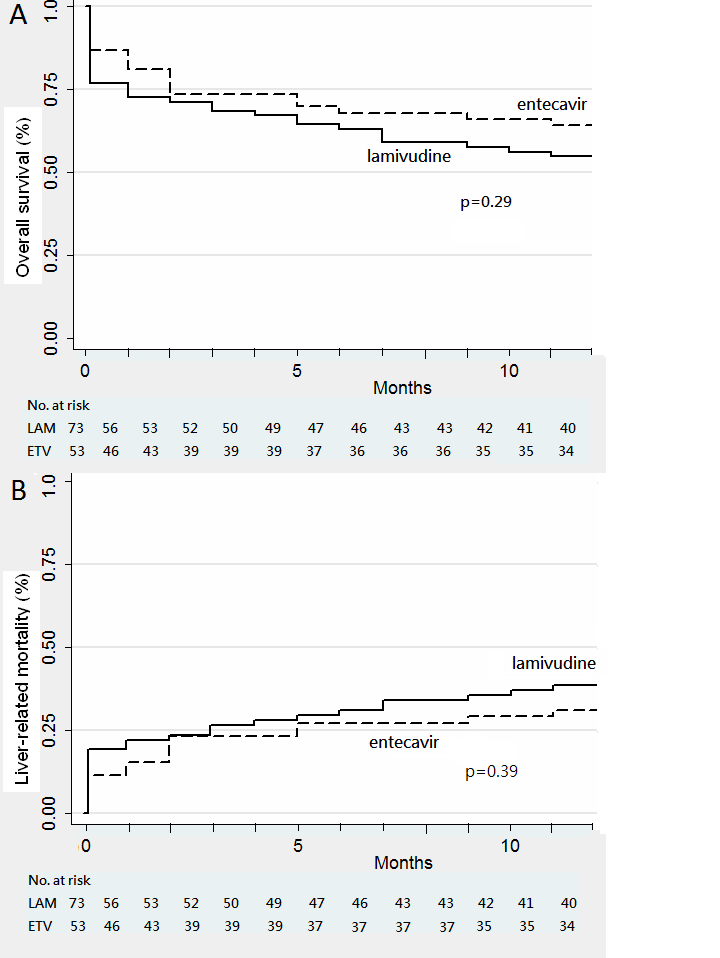 A
Overall survival (%)
1.0
0.75
0.50
0.25
0.00
entecavir
lamivudine
p=0.29
0 5 10
Months
No. at risk
LAM 73 56 53 52 50 49 47 46 43 43 42 41 40
ETV 53 46 43 39 39 39 37 36 36 36 35 35 34
B
Liver-related mortality (%)
1.0
0.75
0.50
0.25
0.00
lamivudine
entecavir
p=0.39
0 5 10
Months
No. at risk
LAM 73 56 53 52 50 49 47 46 43 43 42 41 40
ETV 53 46 43 39 39 39 37 37 37 37 35 35 34